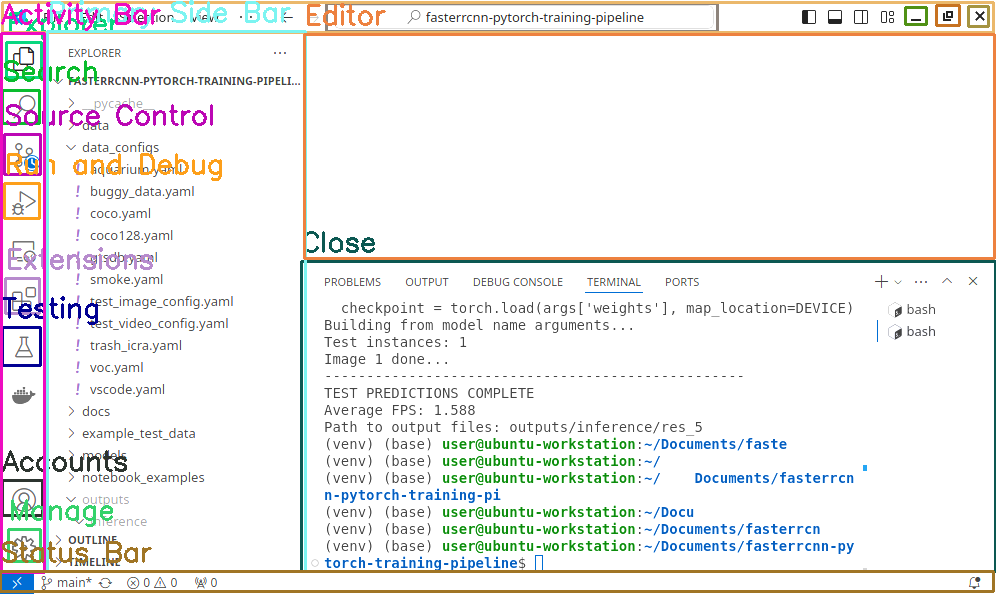 Activity Bar
Primary Side Bar
Editor
fasterrcnn-pytorch-training-pipeline
Explorer
EXPLORER
Search
FASTERRCNN-PYTORCH-TRAINING-PIPELI...
__pycache__
Source Control
data
data_configs
Run and Debug
aquarium.yaml
! buggy_data.yaml
! coco.yaml
! coco128.yaml
Close
Extensions
! smoke.yaml
Testing
! test_image_config.yaml
! test_video_config.yaml
! trash_icra.yaml
! voc.yaml
! vscode.yaml
docs
example_test_data
models
Accounts
notebook_examples
outputs
Manage
inference
OUTLINE
Status Bar
TIMELINE
PROBLEMS OUTPUT DEBUG CONSOLE TERMINAL PORTS
checkpoint = torch.load(args['weights'], map_location=DEVICE)
Building from model name arguments...
Test instances: 1
Image 1 done...
--------------------------------------------------
TEST PREDICTIONS COMPLETE
Average FPS: 1.588
Path to output files: outputs/inference/res_5
(venv) (base) user@ubuntu-workstation:~/Documents/faste
(venv) (base) user@ubuntu-workstation:~/
(venv) (base) user@ubuntu-workstation:~/    Documents/fasterrcn
n-pytorch-training-pi
(venv) (base) user@ubuntu-workstation:~/Docu
(venv) (base) user@ubuntu-workstation:~/Documents/fasterrcn
(venv) (base) user@ubuntu-workstation:~/Documents/fasterrcnn-py
torch-training-pipeline$
bash
bash
main* 0 0 0